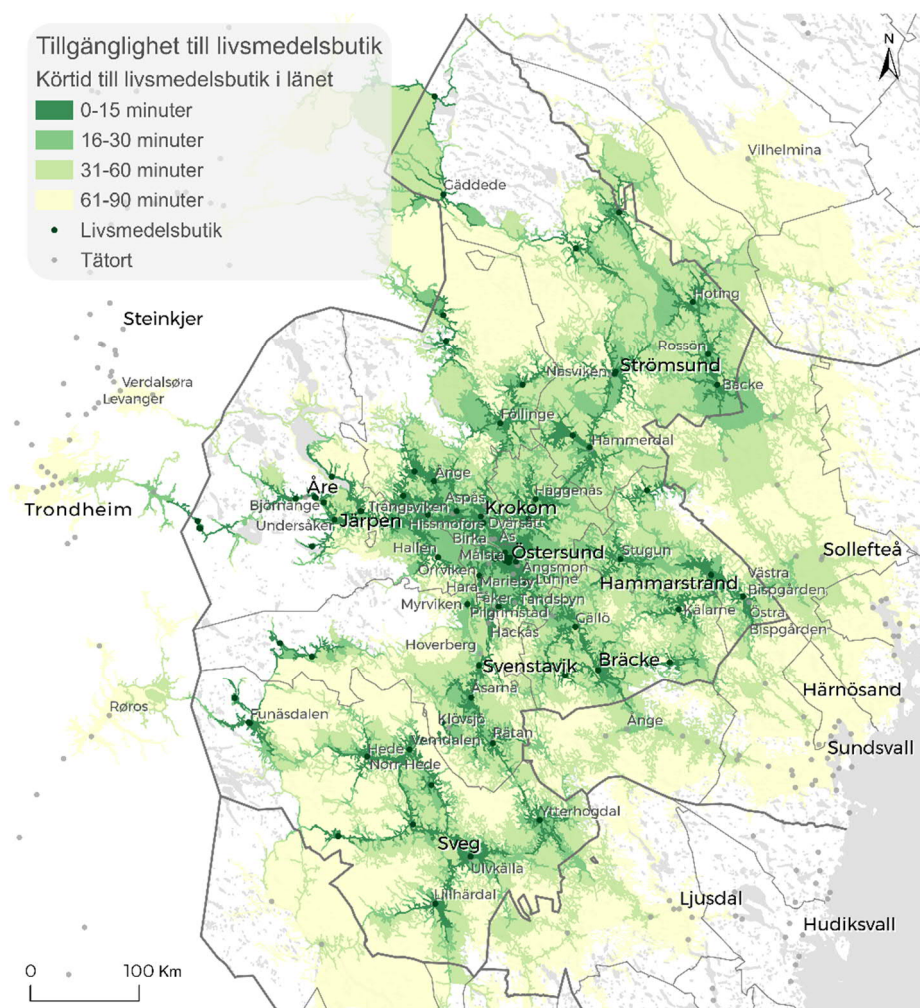 Tillgänglighet till livsmedelsbutik
Körtid till livsmedelsbutik i länet
0-15 minuter
16-30 minuter
31-60 minuter
61-90 minuter
Livsmedelsbutik
Tätort
N
Vilhelmina
Gäddede
Hoting
Steinkjer
Rossön
Strömsund
Näsviken
Backe
Verdalsøra
Levanger
Föllinge
Hammerdal
Änge
Häggenås
Åre
Aspås
Krokom
Björnänge
Trångsviken
Trondheim
Undersåker
Järpen
Hissmofors
Dvärsätt
Birka
Ås
Målsta
Östersund
Hallen
Stugun
Sollefteå
Ängsmon
Orrviken
Lunne
Hammarstrand
Västra
Bispgården
Hara
Marieby
Fåker
Tandsbyn
Myrviken
Pilgrimstad
Kälarne
Östra
Bispgården
Gällö
Hackås
Hoverberg
Svenstavik
Bräcke
Härnösand
Åsarna
Røros
Funäsdalen
Klövsjö
Rätan
Ånge
Sundsvall
Vemdalen
Hede
Norr-Hede
Ytterhogdal
Sveg
Ulvkälla
Lillhärdal
Ljusdal
Hudiksvall
0
100 Km